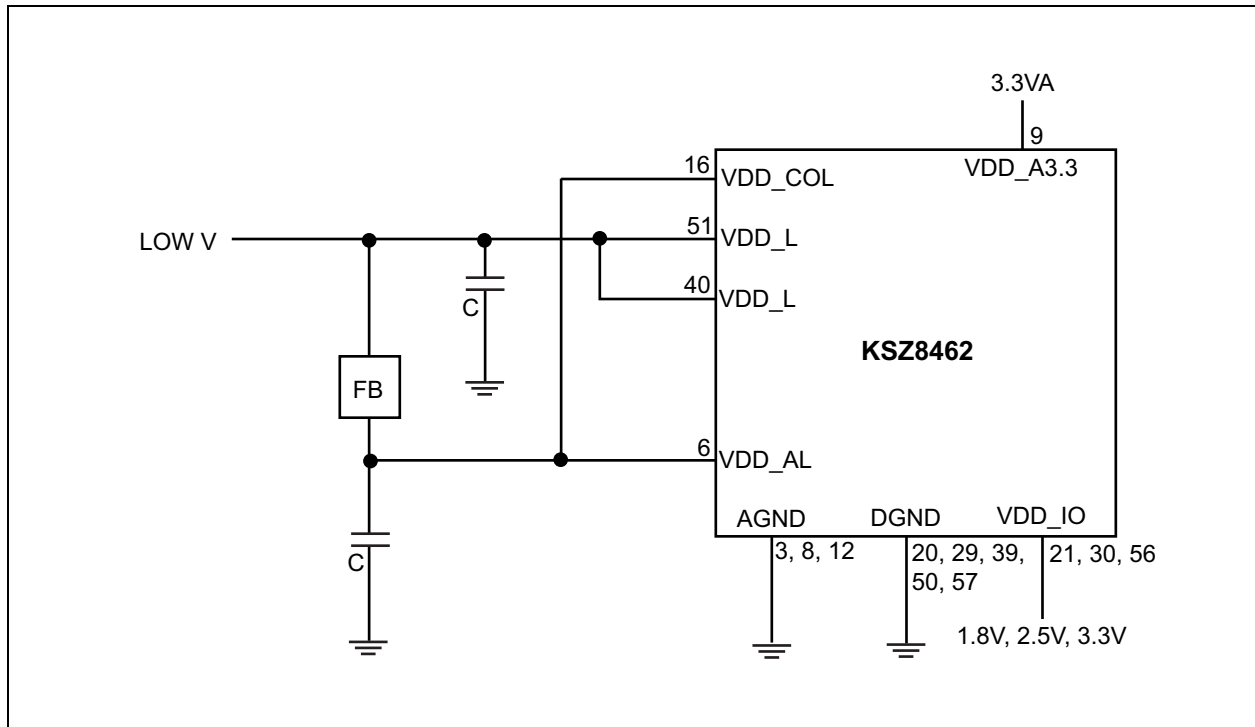 3.3VA
9
VDD_A3.3
16
VDD_COL
LOW V
51
VDD_L
40
VDD_L
C
KSZ8462
FB
6
VDD_AL
AGND
DGND
VDD_IO
3, 8, 12
20, 29, 39,
50, 57
21, 30, 56
C
1.8V, 2.5V, 3.3V